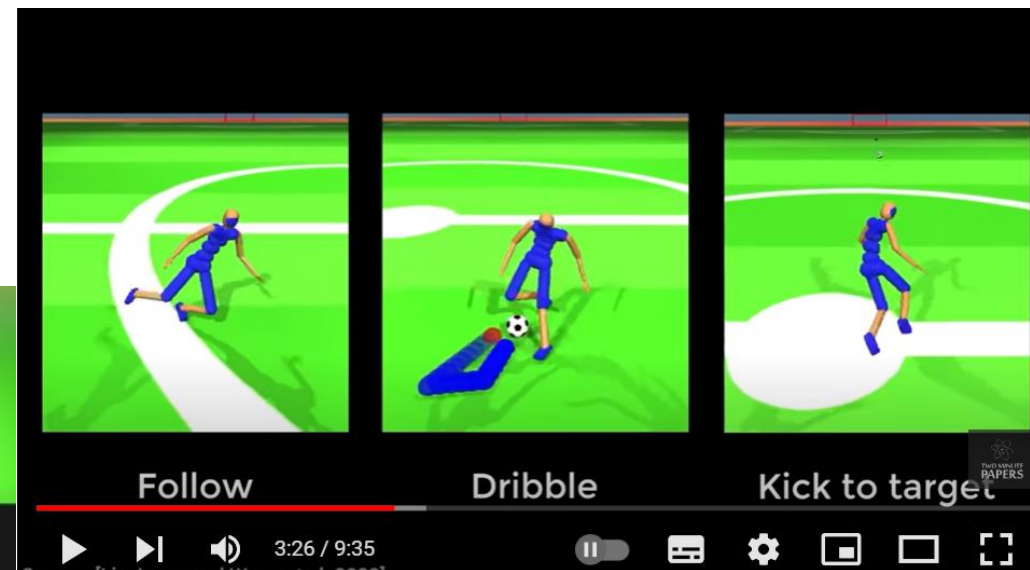 TWO MINUTE
PAPERS
Follow
Dribble
Kick to target
3:26 / 9:35